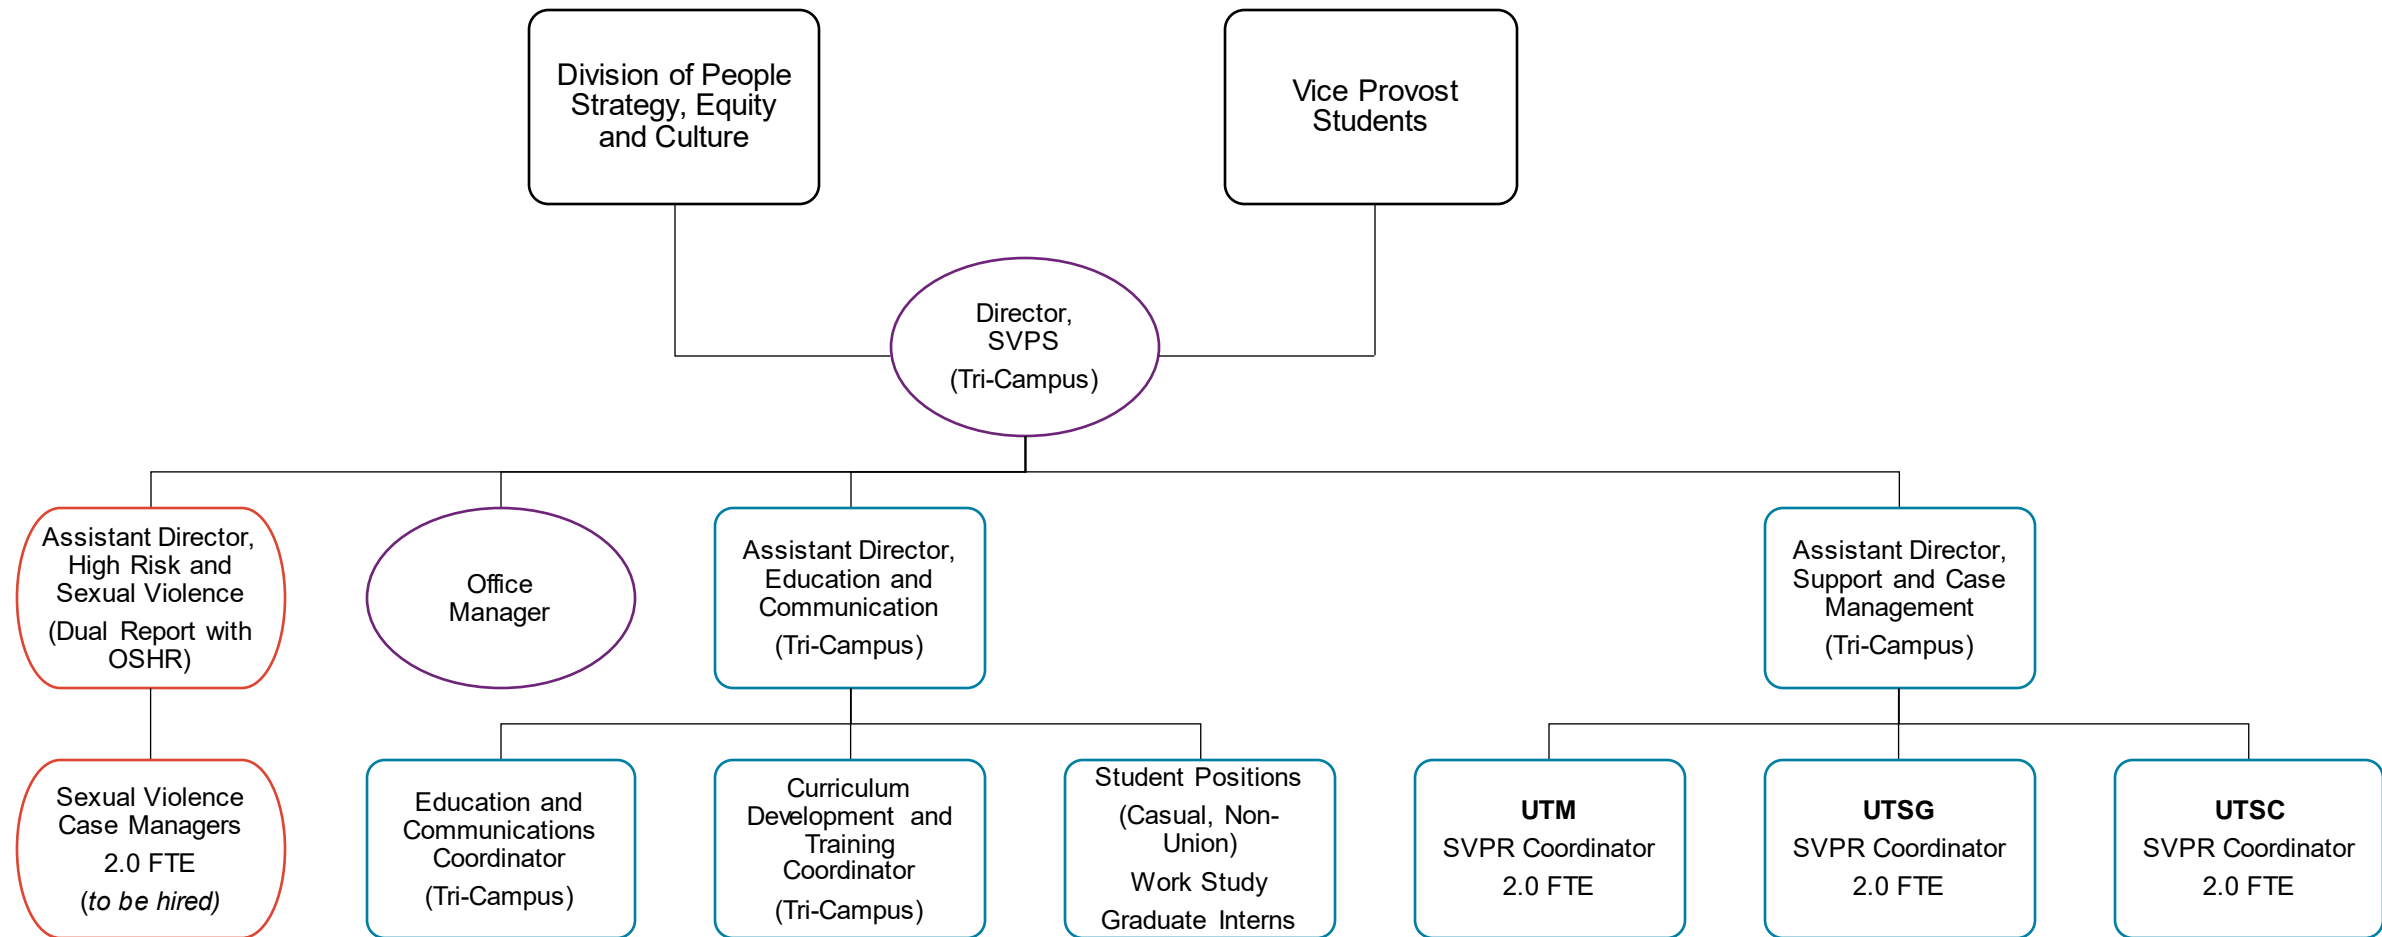 Division of People
Strategy, Equity
and Culture
Vice Provost
Students
Director,
SVPS
(Tri-Campus)
Assistant Director,
High Risk and
Sexual Violence
(Dual Report with
OSHR)
Office
Manager
Assistant Director,
Education and
Communication
(Tri-Campus)
Assistant Director,
Support and Case
Management
(Tri-Campus)
Sexual Violence
Case Managers
2.0 FTE
(to be hired)
Education and
Communications
Coordinator
(Tri-Campus)
Curriculum
Development and
Training
Coordinator
(Tri-Campus)
Student Positions
(Casual, Non-
Union)
Work Study
Graduate Interns
UTM
SVPR Coordinator
2.0 FTE
UTSG
SVPR Coordinator
2.0 FTE
UTSC
SVPR Coordinator
2.0 FTE